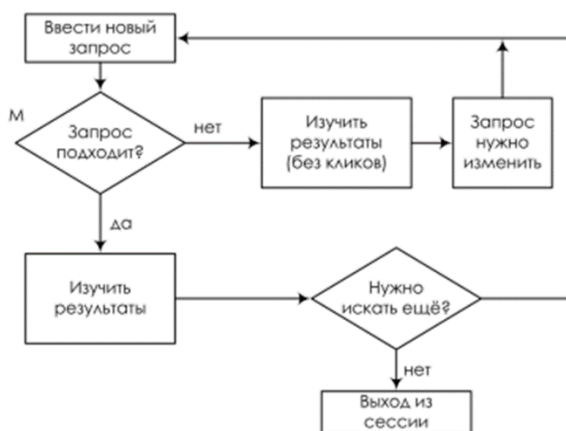 Ввести новый
запрос
М
Запрос
подходит?
нет
Изучить
результаты
(без кликов)
Запрос
нужно
изменить
да
Изучить
результаты
Нужно
искать ещё?
нет
Выход из
сессии